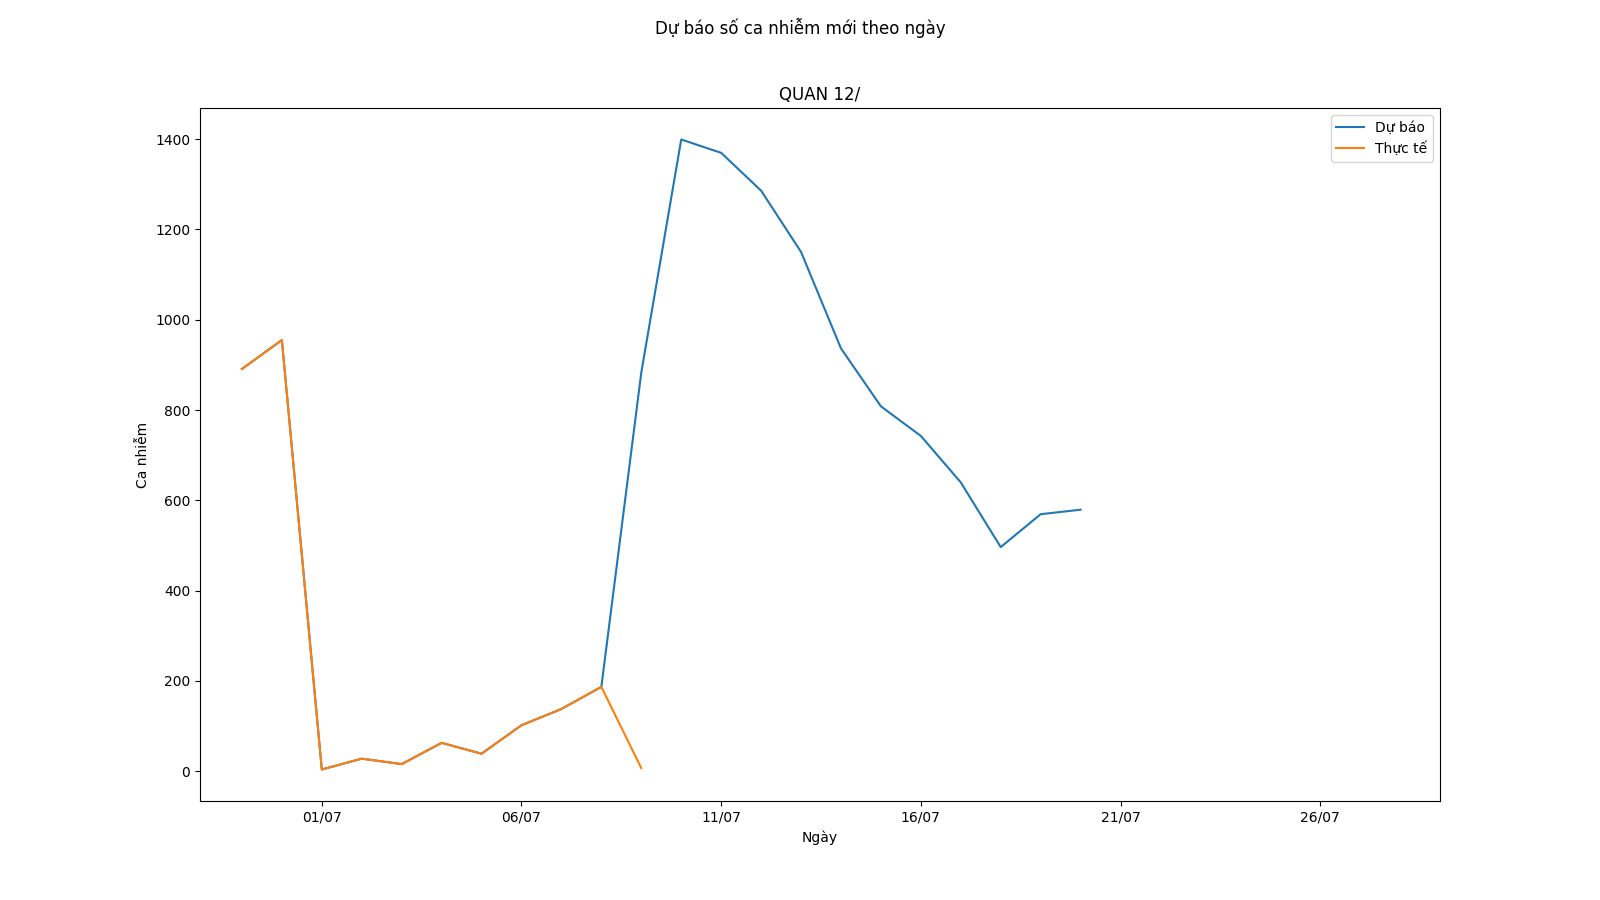 Dự báo số ca nhiễm mới theo ngày
QUAN 12/
Dự báo
Thực tế
1400
1200
1000
800
600
400
200
0
Ca nhiễm
01/07
06/07
11/07
16/07
21/07
26/07
Ngày